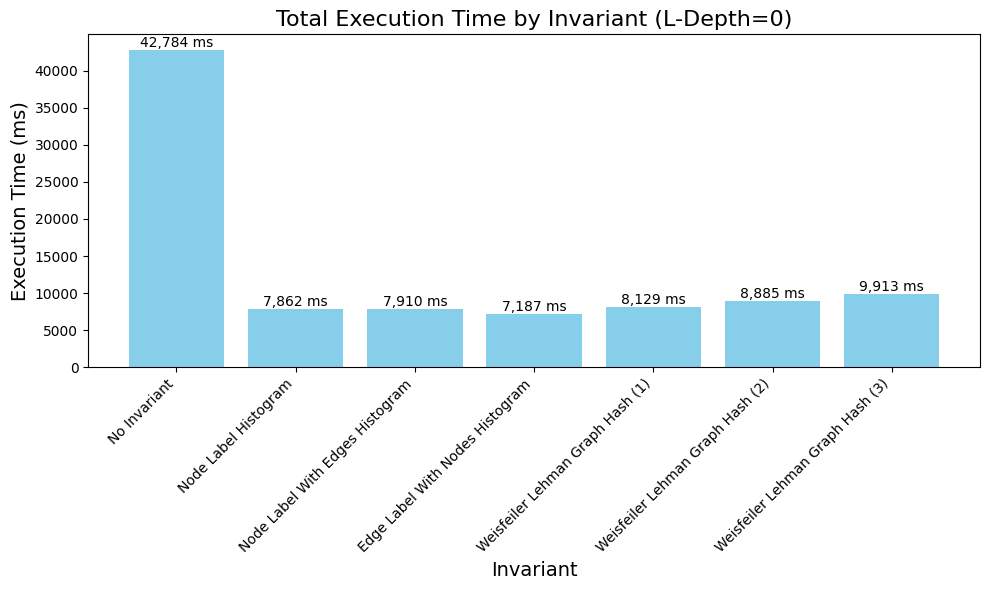 Total Execution Time by Invariant (L-Depth=0)
Execution Time (ms)
40000
35000
30000
25000
20000
15000
10000
5000
0
42,784 ms
7,862 ms
7,910 ms
7,187 ms
8,129 ms
8,885 ms
9,913 ms
No Invariant
Node Label Histogram
Node Label With Edges Histogram
Edge Label With Nodes Histogram
Weisfeiler Lehman Graph Hash (1)
Weisfeiler Lehman Graph Hash (2)
Weisfeiler Lehman Graph Hash (3)
Invariant